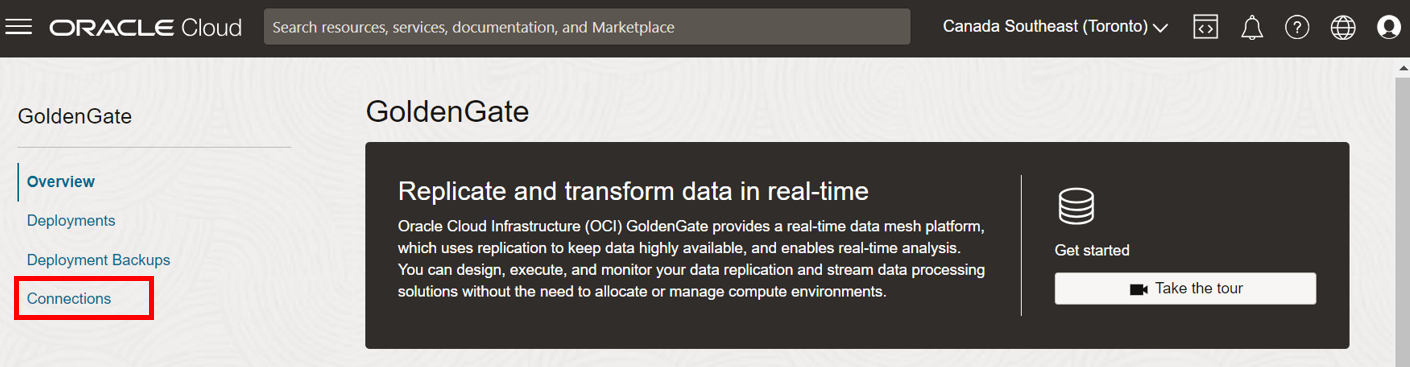 ORACLE Cloud
Search resources, services, documentation, and Marketplace
Canada Southeast (Toronto)
GoldenGate
Overview
Deployments
Deployment Backups
Connections
GoldenGate
Replicate and transform data in real-time
Oracle Cloud Infrastructure (OCI) GoldenGate provides a real-time data mesh platform,
which uses replication to keep data highly available, and enables real-time analysis.
You can design, execute, and monitor your data replication and stream data processing
solutions without the need to allocate or manage compute environments.
Get started
Take the tour